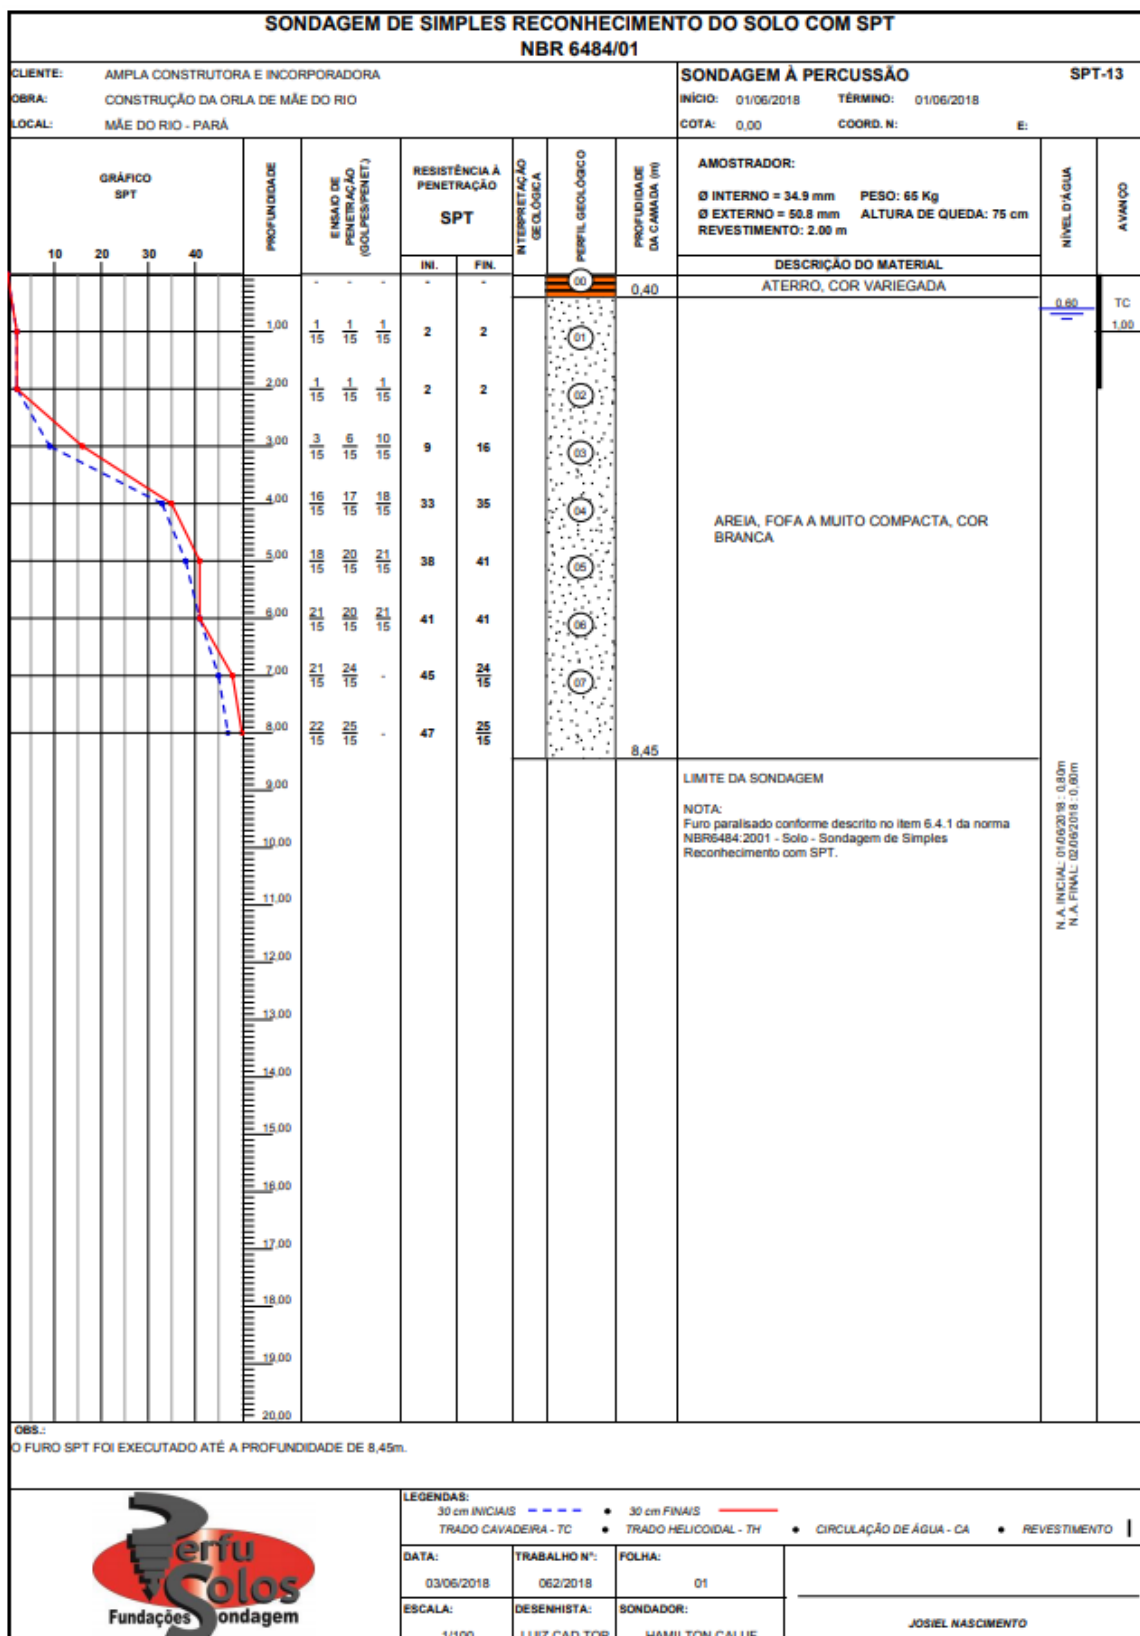 SONDAGEM DE SIMPLES RECONHECIMENTO DO SOLO COM SPT
NBR 6484/01
CLIENTE: AMPLA CONSTRUTORA E INCORPORADORA
OBRA: CONSTRUÇÃO DA ORLA DE MÃE DO RIO
LOCAL: MÃE DO RIO - PARÁ
SONDAGEM À PERCUSSÃO SPT-13
INÍCIO: 01/06/2018 TÉRMINO: 01/06/2018
COTA: 0,00 COORD. N: E:
GRÁFICO
SPT
10 20 30 40
PROFUNDIDADE
ENSAIO DE
PENETRAÇÃO
(GOLPES/PENET.)
RESISTÊNCIA À
PENETRAÇÃO
SPT
INI. FIN.
INTERPRETAÇÃO
GEOLÓGICA
PERFIL GEOLÓGICO
PROFUDIDADE
DA CAMADA (m)
AMOSTRADOR:
Ø INTERNO = 34.9 mm PESO: 65 Kg
Ø EXTERNO = 50.8 mm ALTURA DE QUEDA: 75 cm
REVESTIMENTO: 2.00 m
DESCRIÇÃO DO MATERIAL
NÍVEL D'ÁGUA
AVANÇO
- - - - - 00 0,40 ATERRO, COR VARIEGADA
0,60 TC
1,00
1,00 1/15 1/15 1/15 2 2 01
2,00 1/15 1/15 1/15 2 2 02
3,00 3/15 6/15 10/15 9 16 03
4,00 16/15 17/15 18/15 33 35 04
AREIA, FOFA A MUITO COMPACTA, COR
BRANCA
5,00 18/15 20/15 21/15 38 41 05
6,00 21/15 20/15 21/15 41 41 06
7,00 21/15 24/15 - 45 24/15 07
8,00 22/15 25/15 - 47 25/15
8,45
LIMITE DA SONDAGEM
NOTA:
Furo paralisado conforme descrito no item 6.4.1 da norma
NBR6484:2001 - Solo - Sondagem de Simples
Reconhecimento com SPT.
N.A. INICIAL: 01/06/2018 : 0,80m
N.A. FINAL: 02/06/2018 : 0,60m
9,00
10,00
11,00
12,00
13,00
14,00
15,00
16,00
17,00
18,00
19,00
20,00
OBS.:
O FURO SPT FOI EXECUTADO ATÉ A PROFUNDIDADE DE 8,45m.
Perfu
Solos
Fundações Sondagem
LEGENDAS:
30 cm INICIAIS • 30 cm FINAIS
TRADO CAVADEIRA - TC • TRADO HELICOIDAL - TH • CIRCULAÇÃO DE ÁGUA - CA • REVESTIMENTO
DATA: TRABALHO Nº: FOLHA:
03/06/2018 062/2018 01
ESCALA: DESENHISTA: SONDADOR:
1/100 LUIZ CAD TOP HAMILTON CALUF
JOSIEL NASCIMENTO